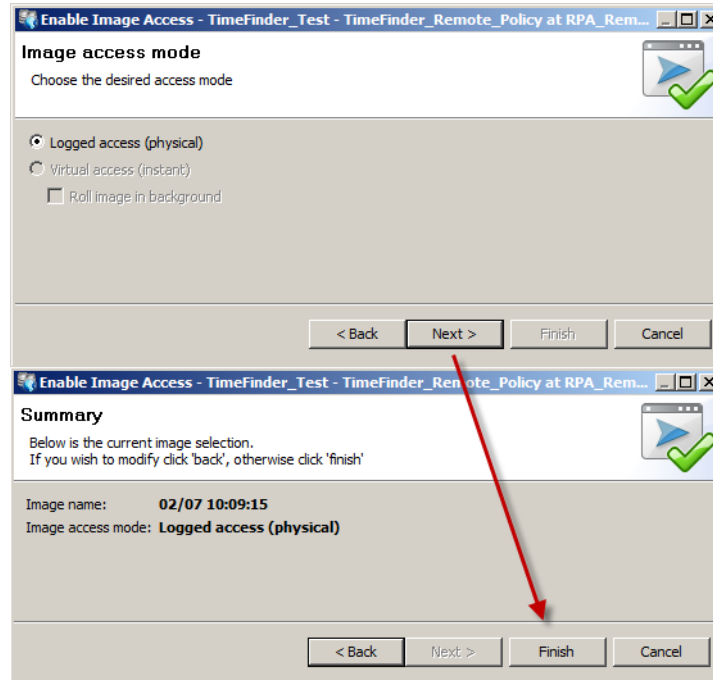 Enable Image Access - TimeFinder_Test - TimeFinder_Remote_Policy at RPA_Rem...
Image access mode
Choose the desired access mode
Logged access (physical)
Virtual access (instant)
Roll image in background
< Back Next > Finish Cancel
Enable Image Access - TimeFinder_Test - TimeFinder_Remote_Policy at RPA_Rem...
Summary
Below is the current image selection.
If you wish to modify click 'back', otherwise click 'finish'
Image name: 02/07 10:09:15
Image access mode: Logged access (physical)
< Back Next > Finish Cancel